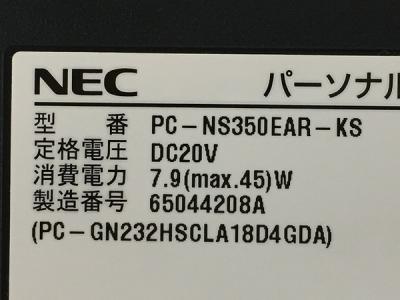 NEC パーソナル
型 番 PC-NS350EAR-KS
定格電圧 DC20V
消費電力 7.9(max.45)W
製造番号 65044208A
(PC-GN232HSCLA18D4GDA)